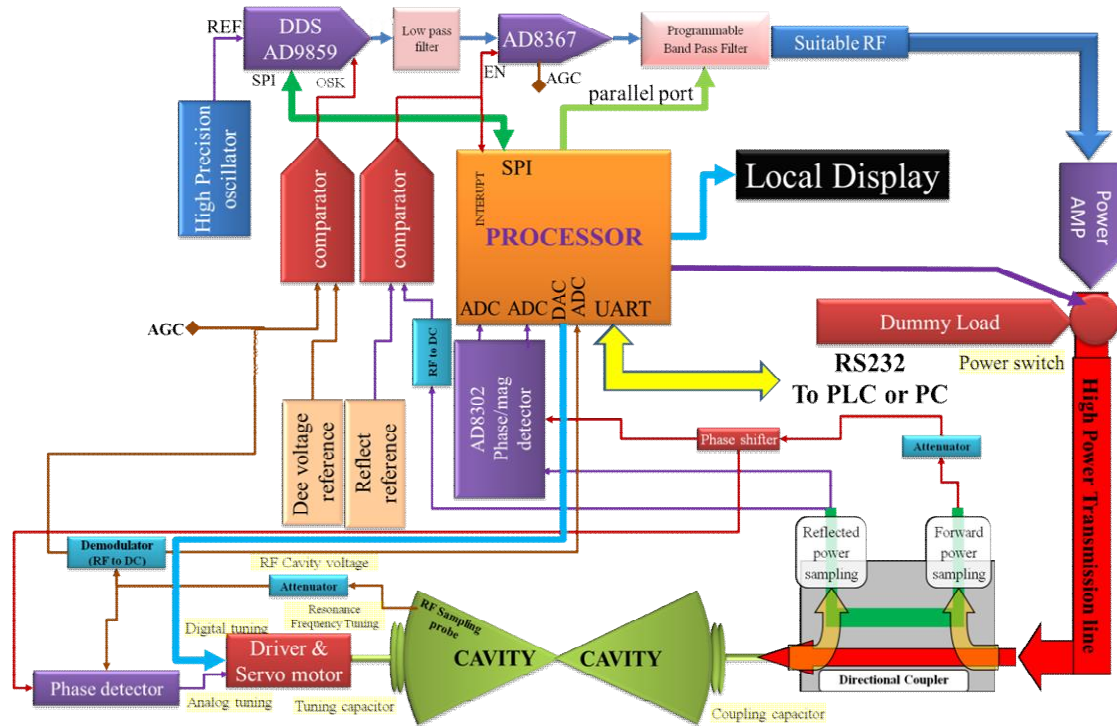 REF
DDS
AD9859
SPI
OSK
Low pass
filter
AD8367
EN
AGC
Programmable
Band Pass Filter
Suitable RF
parallel port
High Precision
oscillator
comparator
comparator
SPI
INTERUPT
PROCESSOR
ADC
ADC
DAC
ADC
UART
Local Display
Power
AMP
AGC
RF to DC
Dummy Load
Power switch
RS232
To PLC or PC
High Power Transmission line
Dee voltage
reference
Reflect
reference
AD8302
Phase/mag
detector
Phase shifter
Attenuator
Reflected
power
sampling
Forward
power
sampling
Demodulator
(RF to DC)
RF Cavity voltage
Attenuator
Resonance
Frequency Tuning
RF Sampling
probe
CAVITY
CAVITY
Digital tuning
Driver &
Servo motor
Phase detector
Analog tuning
Tuning capacitor
Coupling capacitor
Directional Coupler